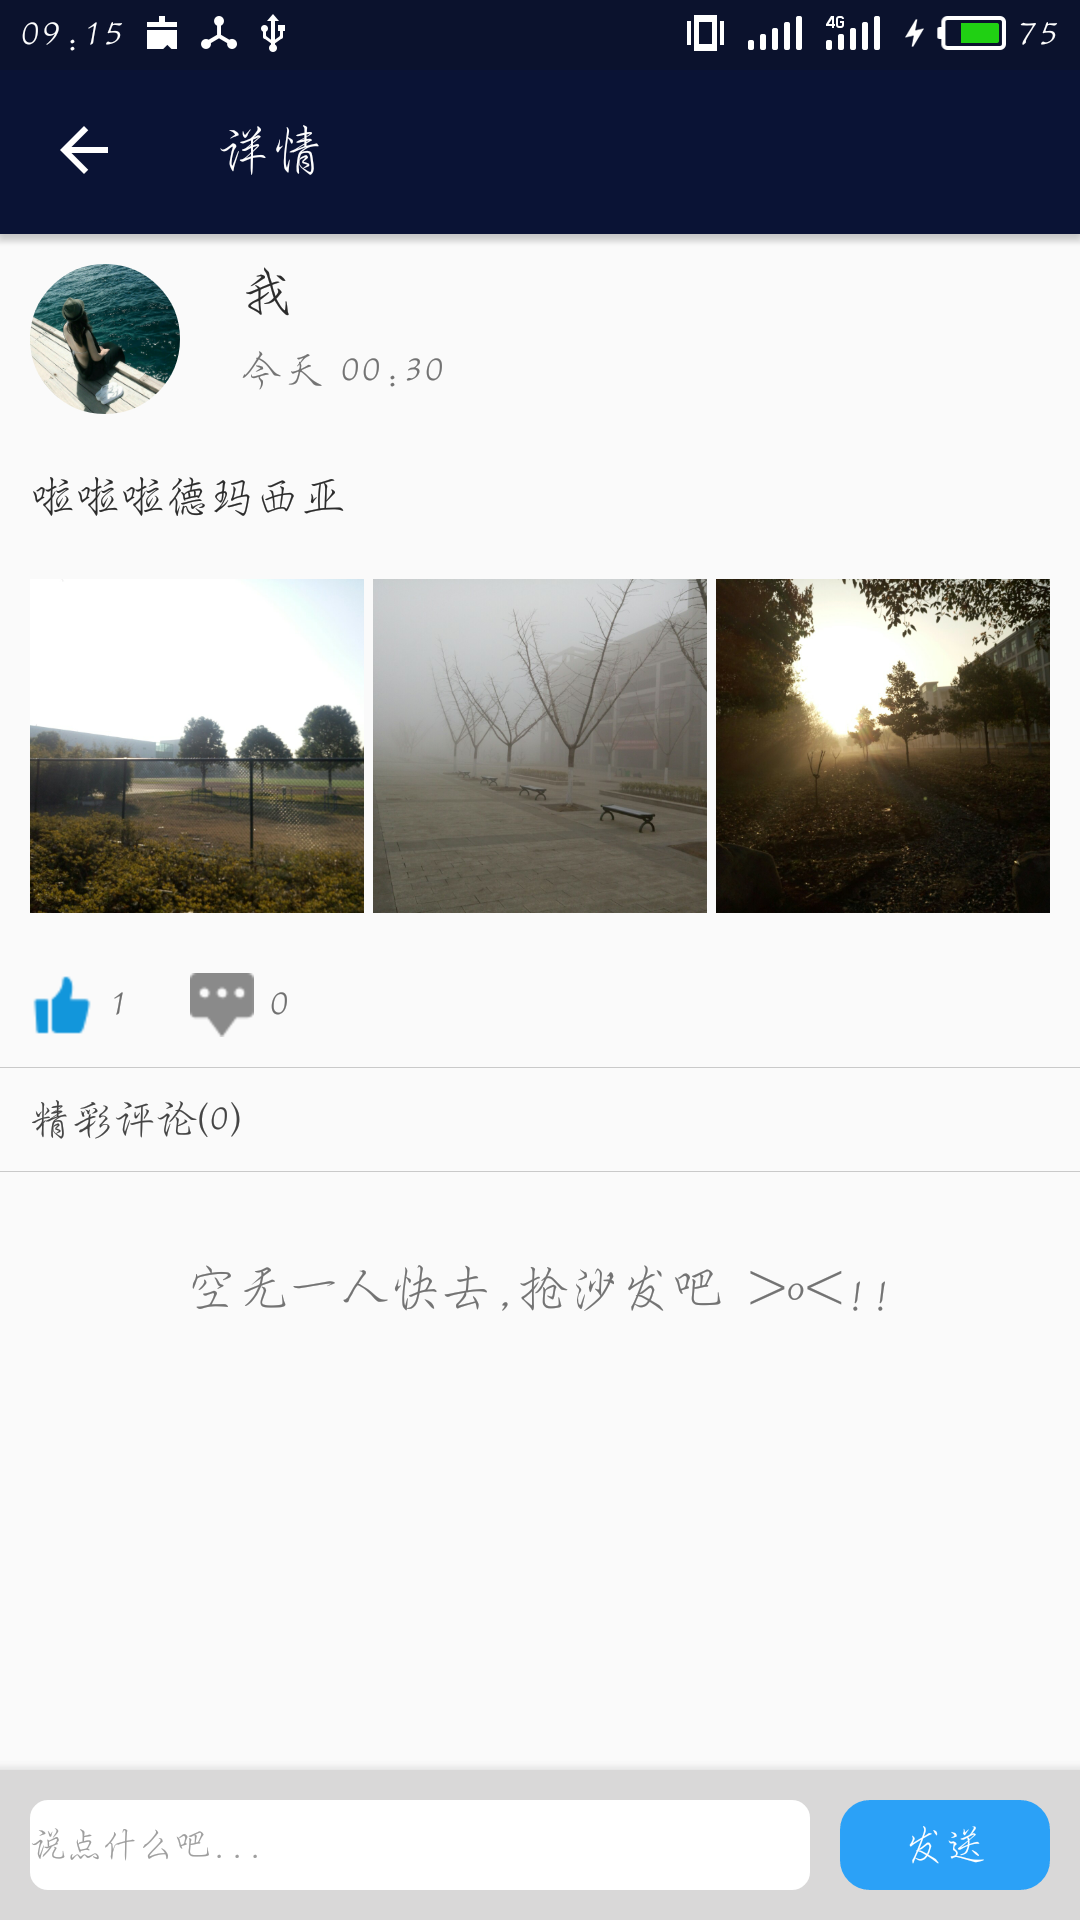 09:15 4G 75
详情
我
今天 00:30
啦啦啦德玛西亚
1 0
精彩评论(0)
空无一人快去,抢沙发吧 >o<!!
说点什么吧... 发送